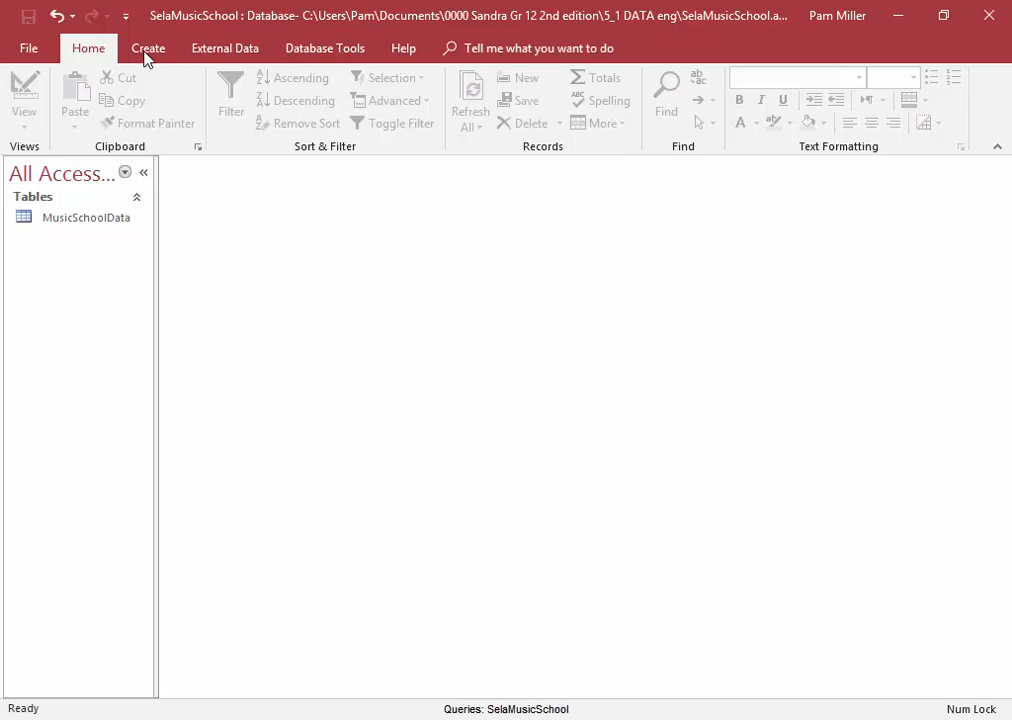 SelaMusicSchool : Database- C:\Users\Pam\Documents\0000 Sandra Gr 12 2nd edition\5_1 DATA eng\SelaMusicSchool.a... Pam Miller
File Home Create External Data Database Tools Help Tell me what you want to do
View
Views
Paste
Cut
Copy
Format Painter
Clipboard
Filter
Ascending
Descending
Remove Sort
Selection
Advanced
Toggle Filter
Sort & Filter
Refresh
All
New
Save
Delete
Totals
Spelling
More
Records
Find
Find
B I U
A
Text Formatting
All Access...
Tables
MusicSchoolData
Ready Queries: SelaMusicSchool Num Lock